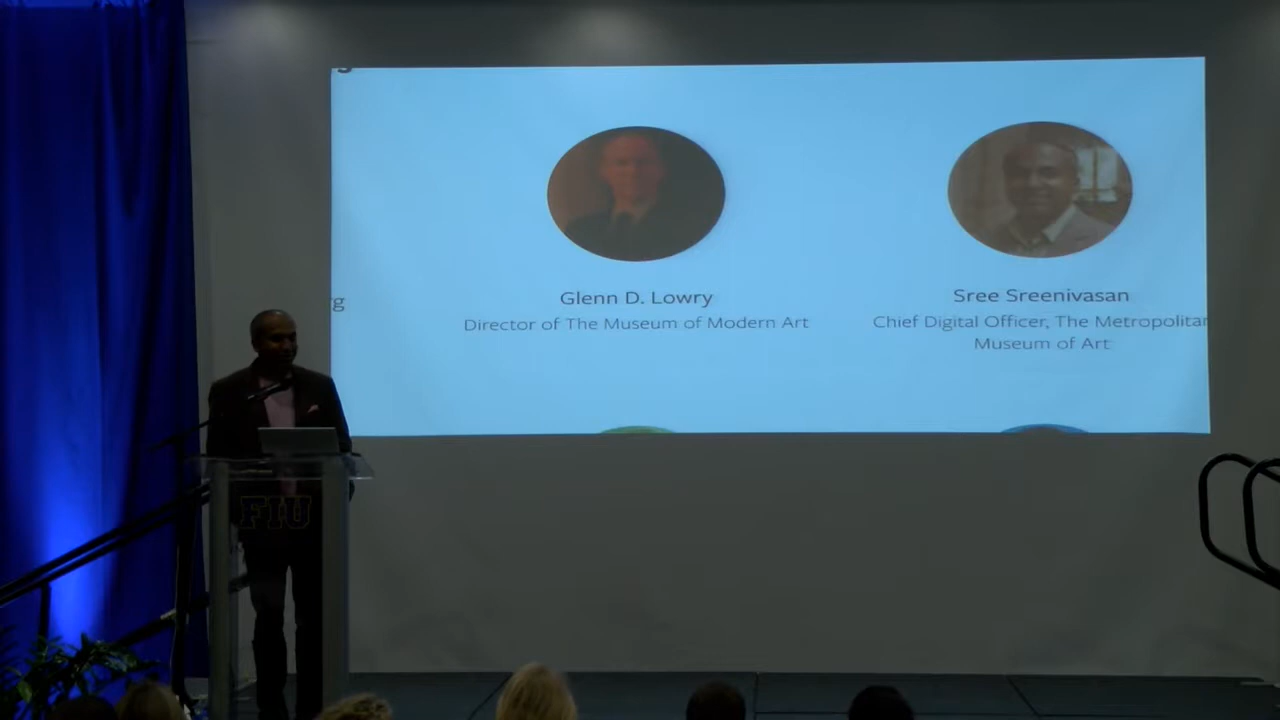 Glenn D. Lowry
Director of The Museum of Modern Art
Sree Sreenivasan
Chief Digital Officer, The Metropolitan
Museum of Art
rg
FIU